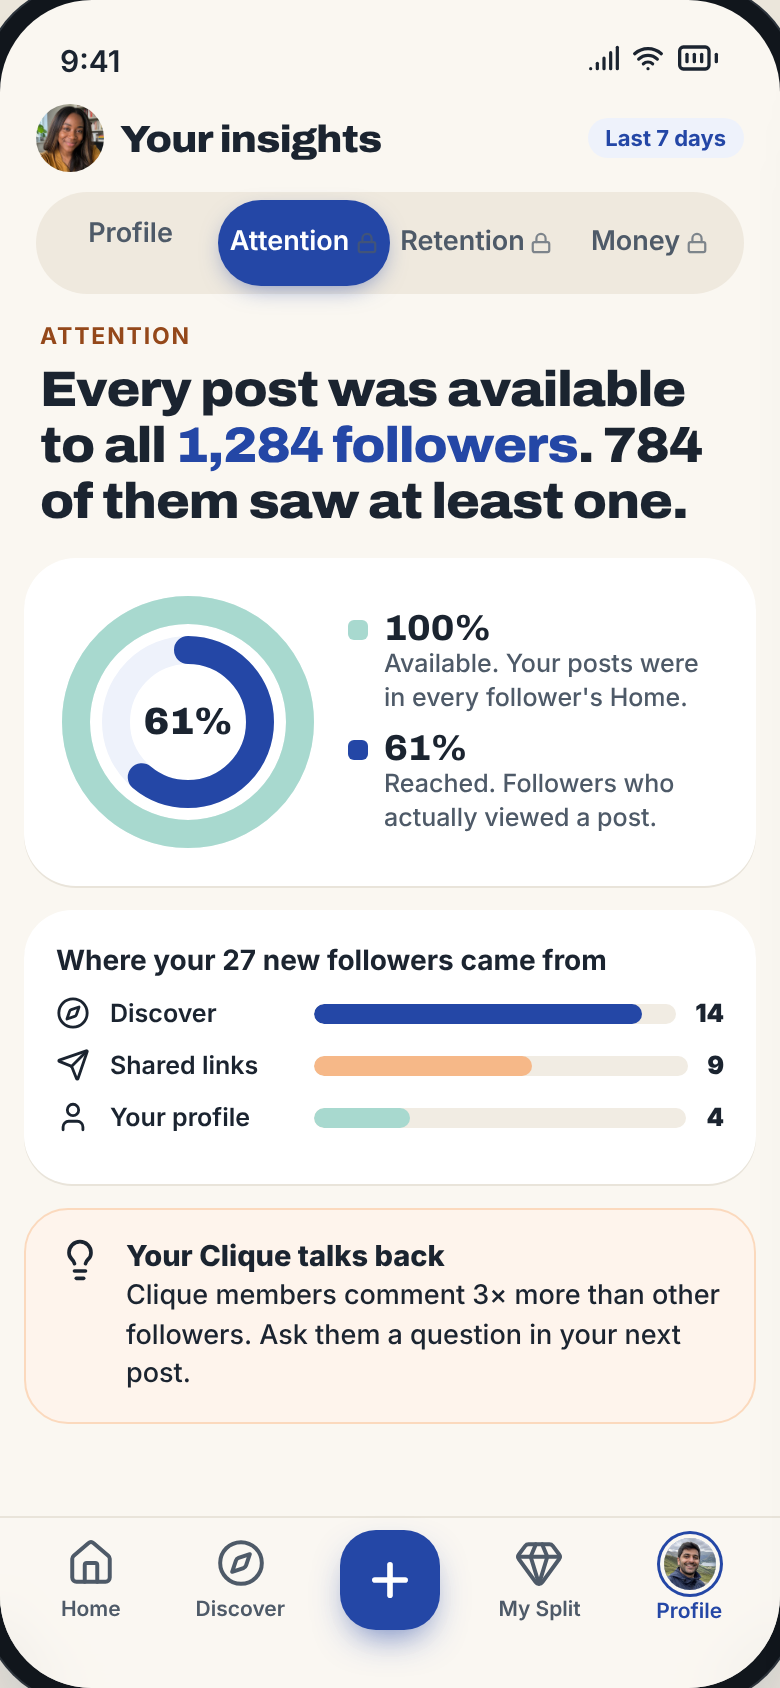 9:41
Your insights
Last 7 days
Profile
Attention
Retention
Money
ATTENTION
Every post was available
to all 1,284 followers. 784
of them saw at least one.
61%
100%
Available. Your posts were
in every follower's Home.
61%
Reached. Followers who
actually viewed a post.
Where your 27 new followers came from
Discover 14
Shared links 9
Your profile 4
Your Clique talks back
Clique members comment 3× more than other
followers. Ask them a question in your next
post.
Home
Discover
My Split
Profile